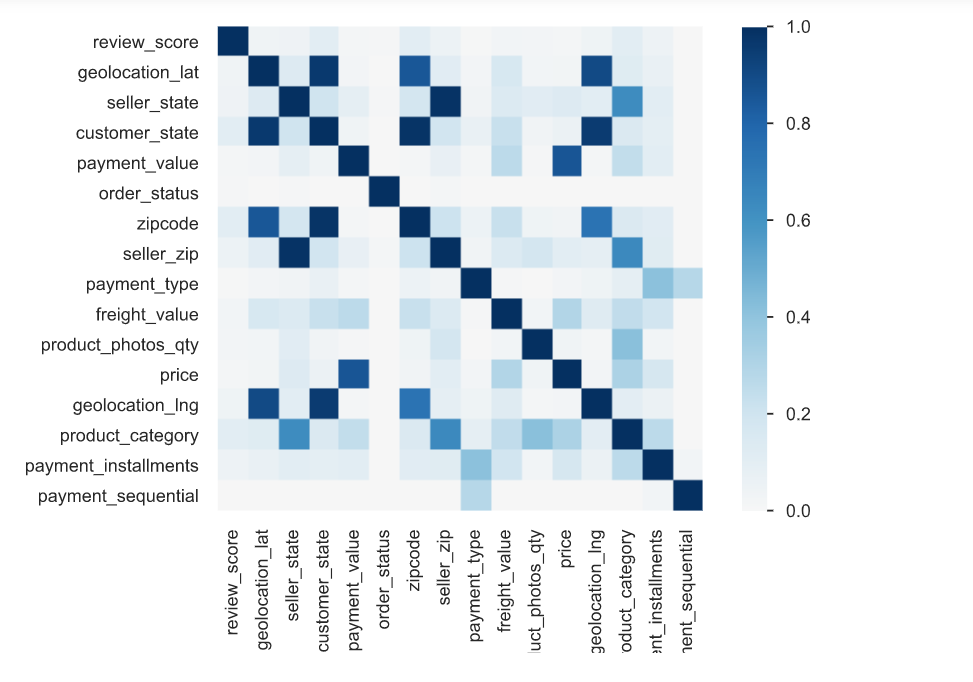 review_score
geolocation_lat
seller_state
customer_state
payment_value
order_status
zipcode
seller_zip
payment_type
freight_value
product_photos_qty
price
geolocation_lng
product_category
payment_installments
payment_sequential
1.0
0.8
0.6
0.4
0.2
0.0
review_score
geolocation_lat
seller_state
customer_state
payment_value
order_status
zipcode
seller_zip
payment_type
freight_value
uct_photos_qty
price
geolocation_lng
oduct_category
nt_installments
ent_sequential